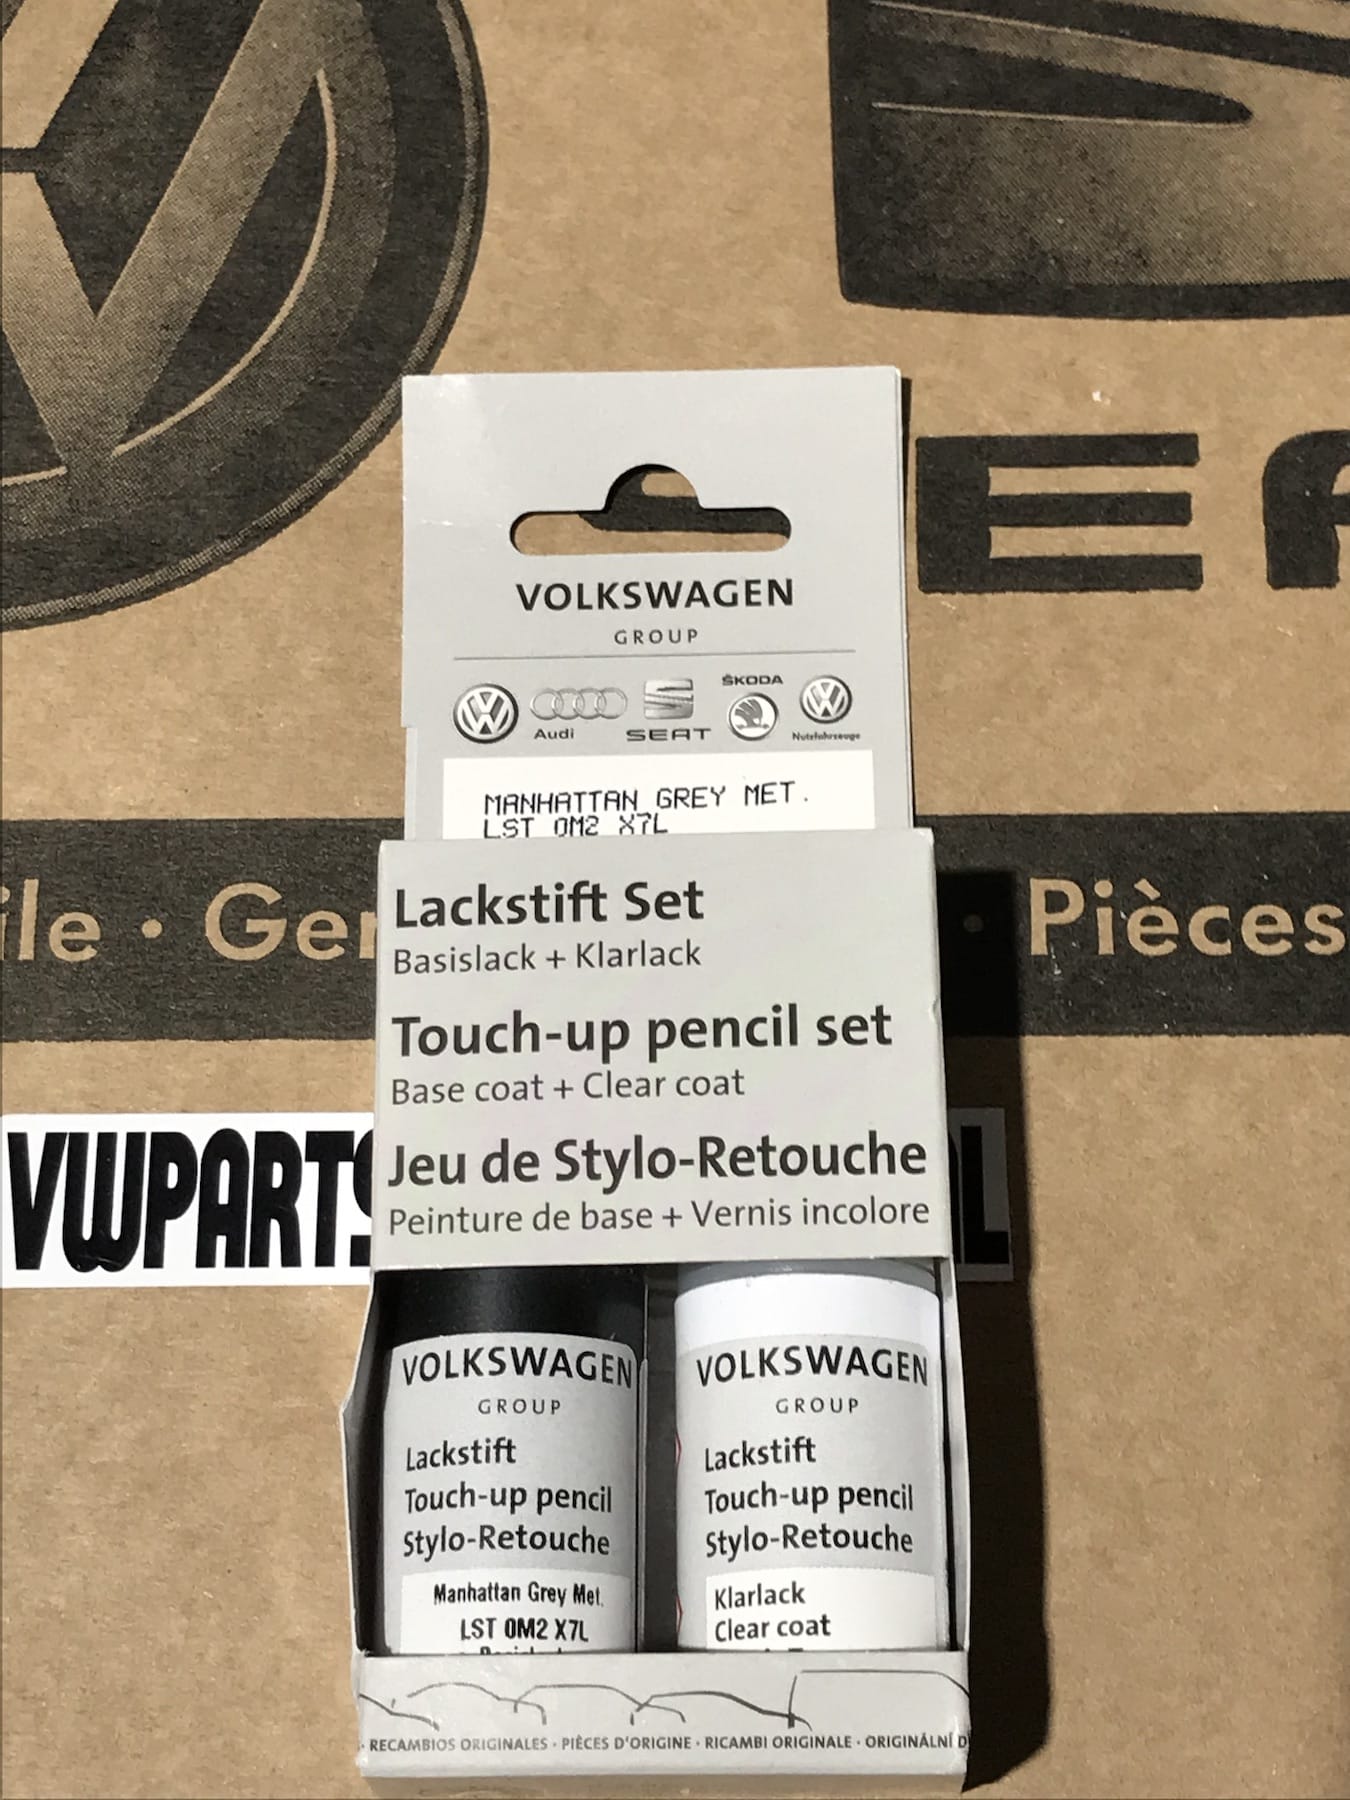 VOLKSWAGEN
GROUP
Audi
SEAT
ŠKODA
Nutzfahrzeuge
MANHATTAN GREY MET.
LST 0M2 X7L
Lackstift Set
Basislack + Klarlack
Touch-up pencil set
Base coat + Clear coat
Jeu de Stylo-Retouche
Peinture de base + Vernis incolore
Pièces
VWPARTS
VOLKSWAGEN
GROUP
Lackstift
Touch-up pencil
Stylo-Retouche
Manhattan Grey Met.
LST 0M2 X7L
VOLKSWAGEN
GROUP
Lackstift
Touch-up pencil
Stylo-Retouche
Klarlack
Clear coat
· RECAMBIOS ORIGINALES · PIÈCES D'ORIGINE · RICAMBI ORIGINALE · ORIGINÁLNÍ D